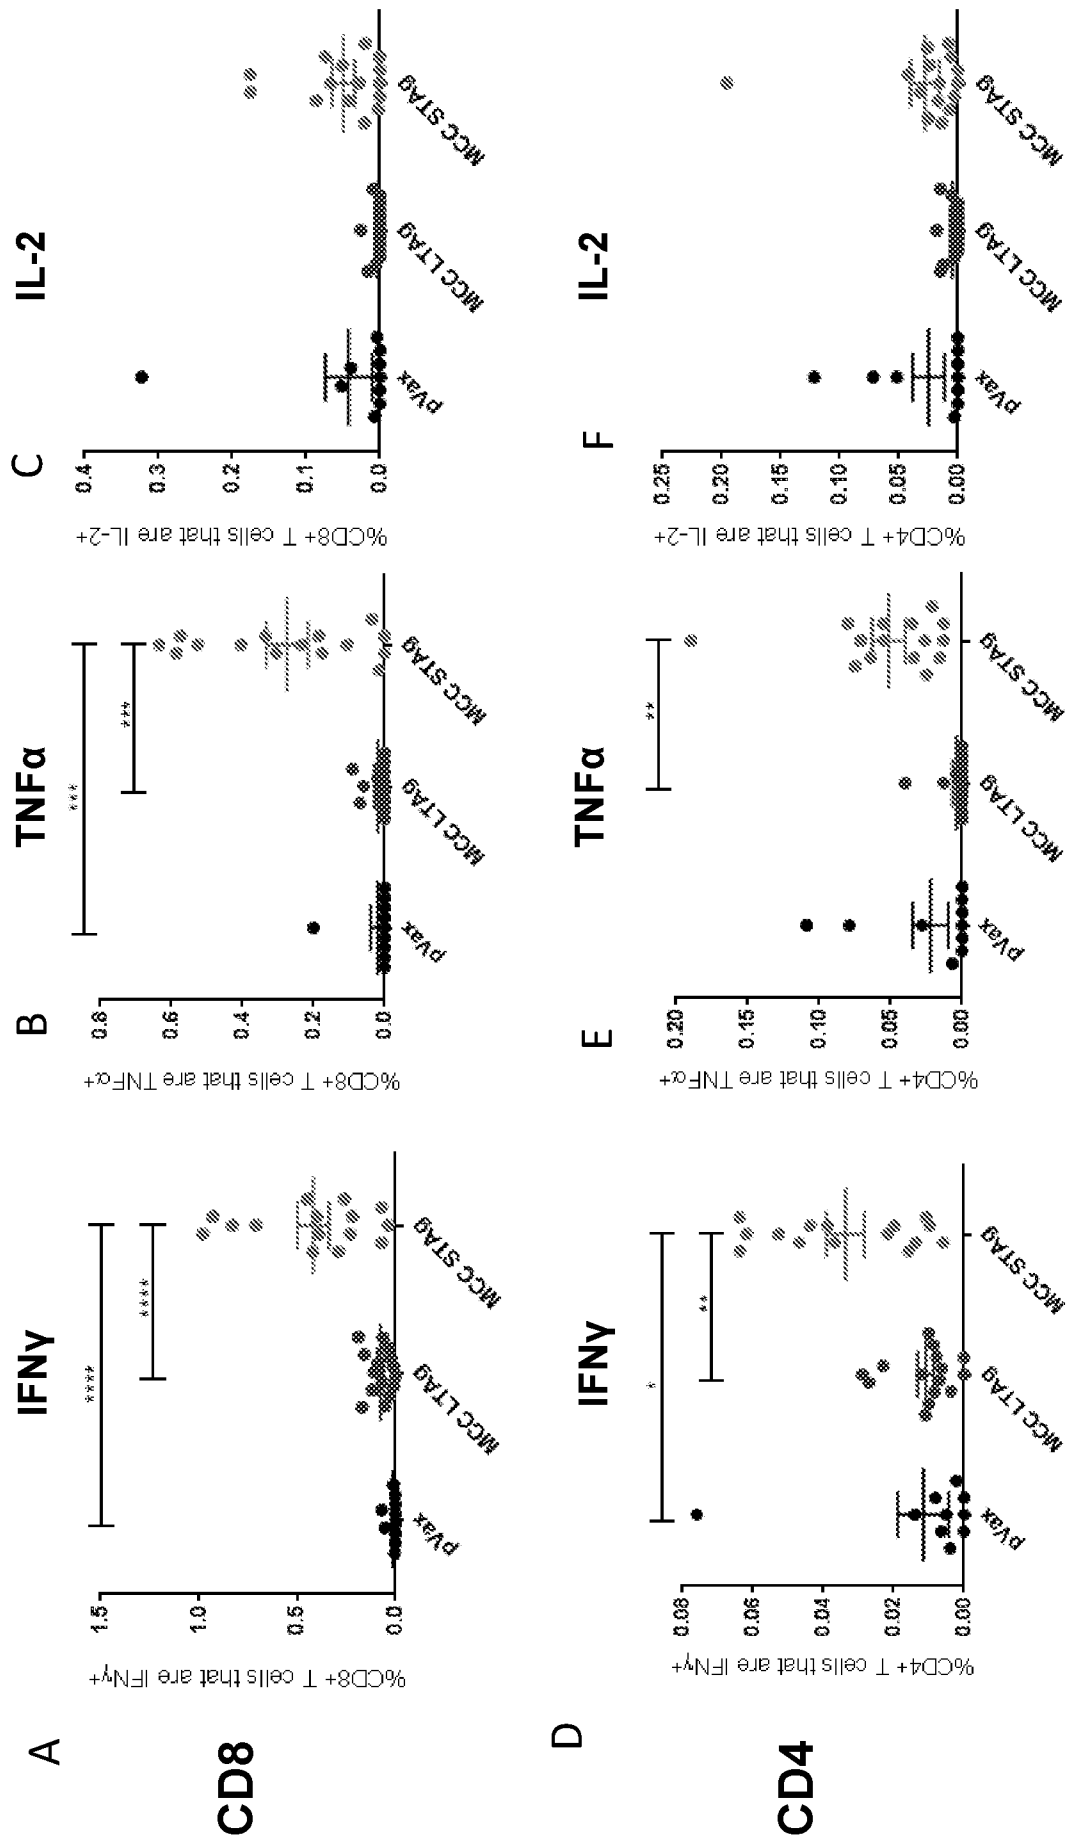 A
IFNγ
CD8
%CD8+ T cells that are IFNγ+
1.5
1.0
0.5
0.0
****
****
pVax
MCC LTAg
MCC STAg
B
TNFα
%CD8+ T cells that are TNFα+
0.8
0.6
0.4
0.2
0.0
***
***
pVax
MCC LTAg
MCC STAg
C
IL-2
%CD8+ T cells that are IL-2+
0.4
0.3
0.2
0.1
0.0
pVax
MCC LTAg
MCC STAg
D
IFNγ
CD4
%CD4+ T cells that are IFNγ+
0.08
0.06
0.04
0.02
0.00
*
**
pVax
MCC LTAg
MCC STAg
E
TNFα
%CD4+ T cells that are TNFα+
0.20
0.15
0.10
0.05
0.00
**
pVax
MCC LTAg
MCC STAg
F
IL-2
%CD4+ T cells that are IL-2+
0.25
0.20
0.15
0.10
0.05
0.00
pVax
MCC LTAg
MCC STAg